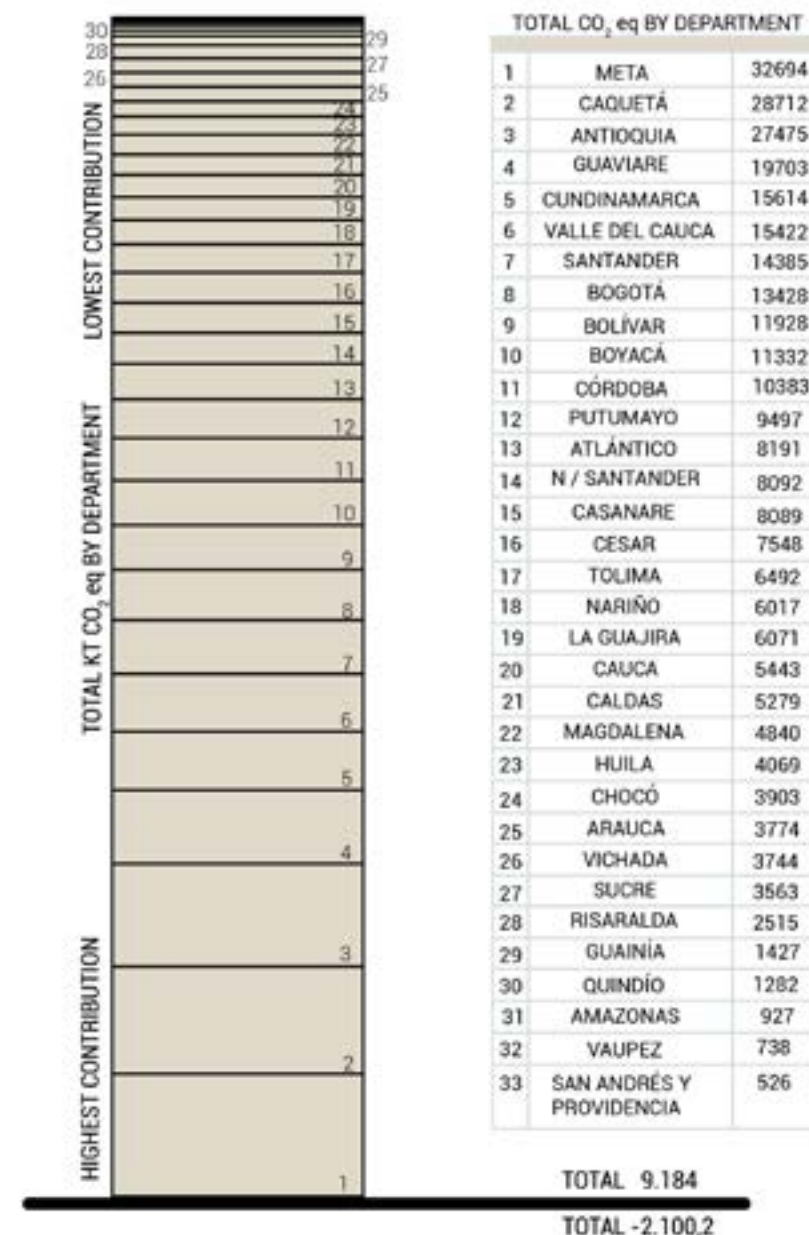 30
29
28
27
26
25
24
23
22
21
20
19
18
17
16
15
14
13
12
11
10
9
8
7
6
5
4
3
2
1
LOWEST CONTRIBUTION
TOTAL KT CO₂ eq BY DEPARTMENT
HIGHEST CONTRIBUTION
TOTAL CO₂ eq BY DEPARTMENT
1 META 32694
2 CAQUETÁ 28712
3 ANTIOQUIA 27475
4 GUAVIARE 19703
5 CUNDINAMARCA 15614
6 VALLE DEL CAUCA 15422
7 SANTANDER 14385
8 BOGOTÁ 13428
9 BOLÍVAR 11928
10 BOYACÁ 11332
11 CÓRDOBA 10383
12 PUTUMAYO 9497
13 ATLÁNTICO 8191
14 N / SANTANDER 8092
15 CASANARE 8089
16 CESAR 7548
17 TOLIMA 6492
18 NARIÑO 6017
19 LA GUAJIRA 6071
20 CAUCA 5443
21 CALDAS 5279
22 MAGDALENA 4840
23 HUILA 4069
24 CHOCÓ 3903
25 ARAUCA 3774
26 VICHADA 3744
27 SUCRE 3563
28 RISARALDA 2515
29 GUAINÍA 1427
30 QUINDÍO 1282
31 AMAZONAS 927
32 VAUPEZ 738
33 SAN ANDRÉS Y 526
PROVIDENCIA
TOTAL 9.184
TOTAL -2.100,2